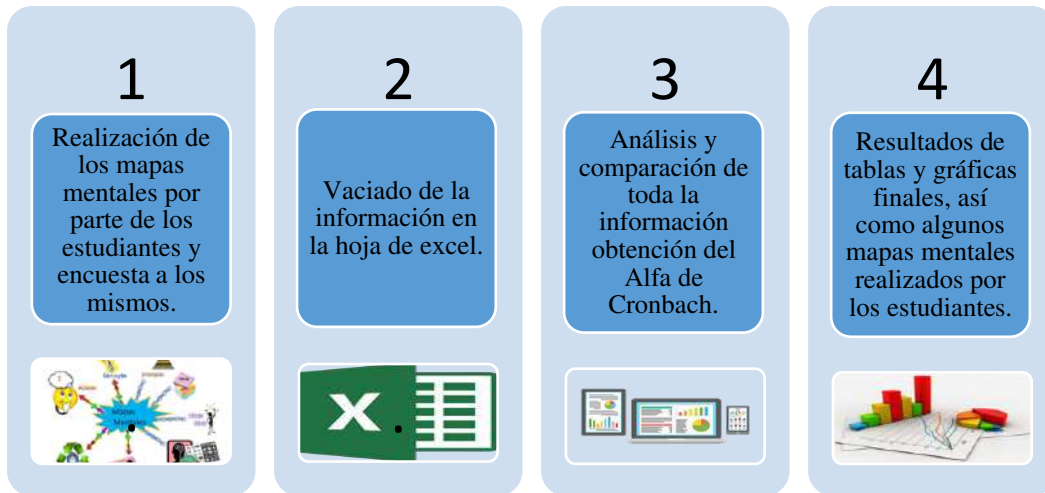 1
Realización de
los mapas
mentales por
parte de los
estudiantes y
encuesta a los
mismos.
Mapas
Mentales
2
Vaciado de la
información en
la hoja de excel.
X
3
Análisis y
comparación de
toda la
información
obtención del
Alfa de
Cronbach.
4
Resultados de
tablas y gráficas
finales, así
como algunos
mapas mentales
realizados por
los estudiantes.